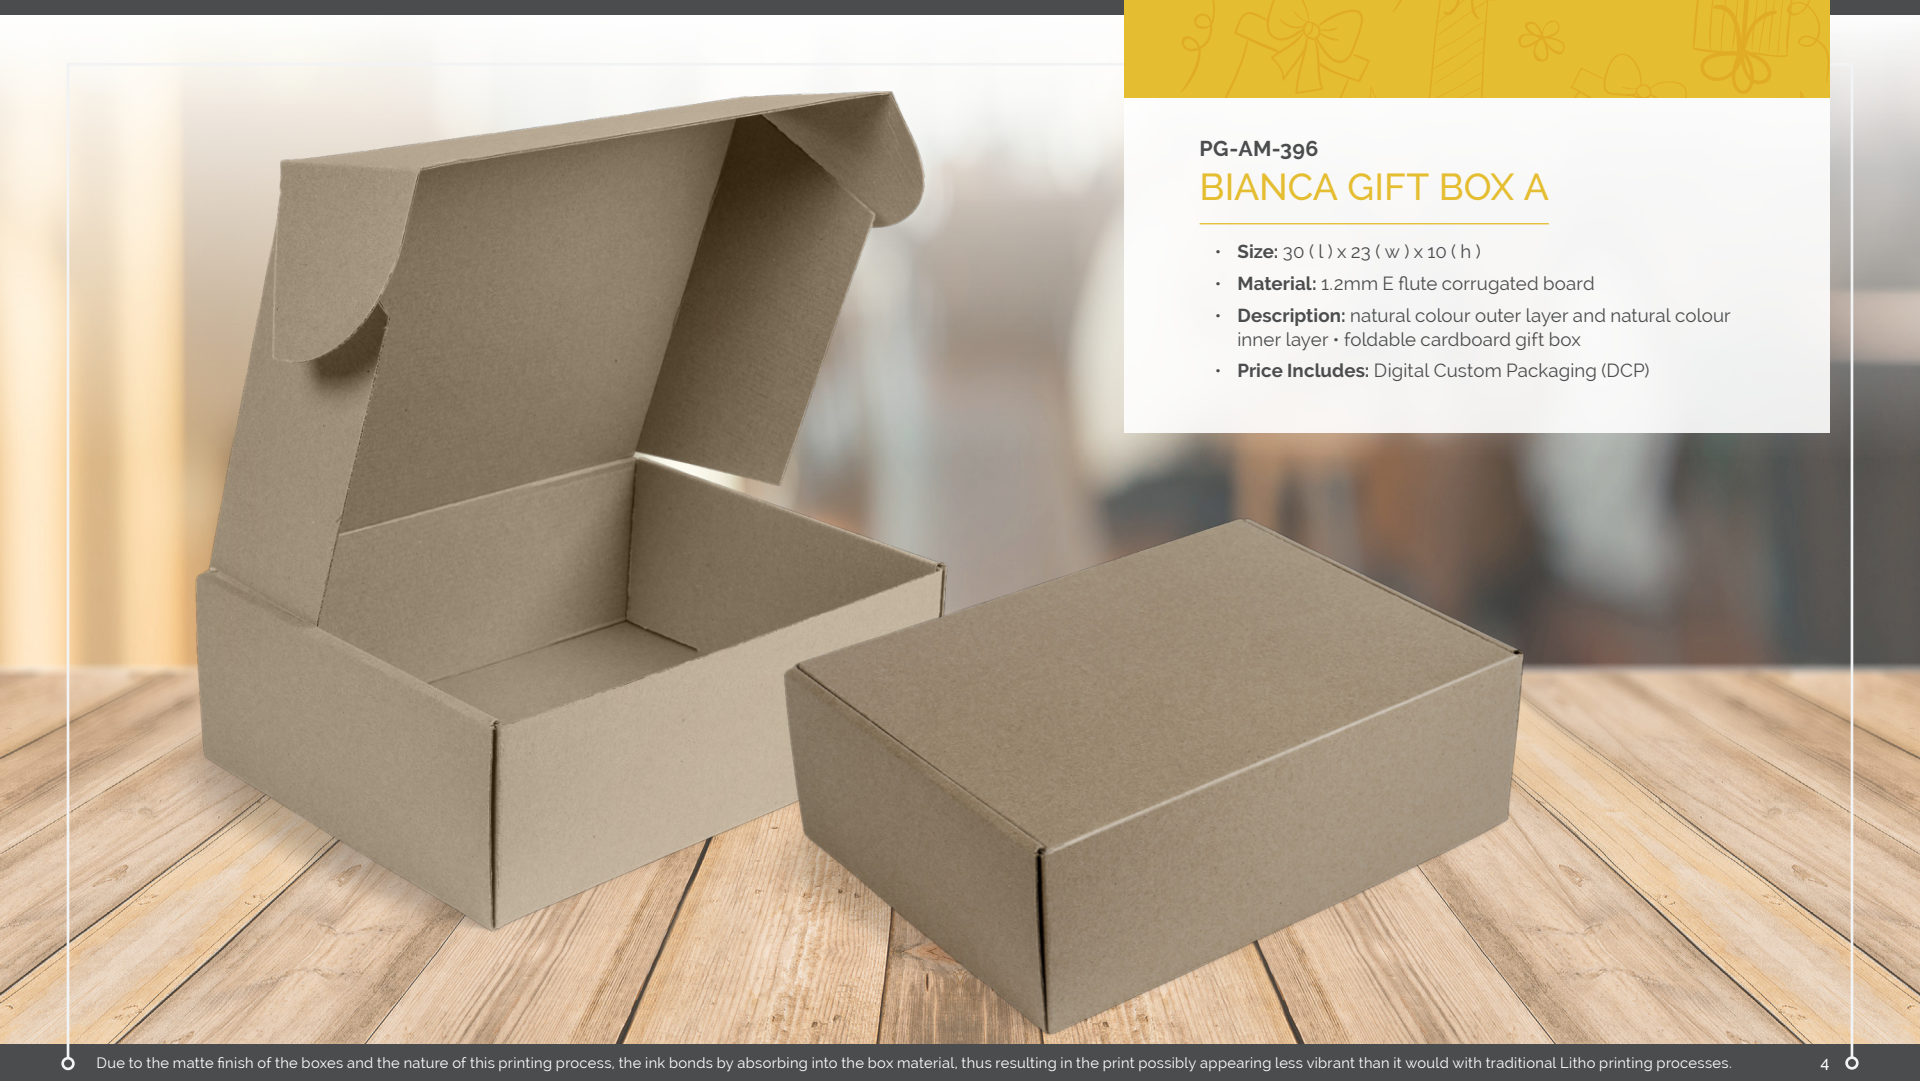 PG-AM-396
BIANCA GIFT BOX A
• Size: 30 ( l ) x 23 ( w ) x 10 ( h )
• Material: 1.2mm E flute corrugated board
• Description: natural colour outer layer and natural colour
inner layer • foldable cardboard gift box
• Price Includes: Digital Custom Packaging (DCP)
Due to the matte finish of the boxes and the nature of this printing process, the ink bonds by absorbing into the box material, thus resulting in the print possibly appearing less vibrant than it would with traditional Litho printing processes.
4